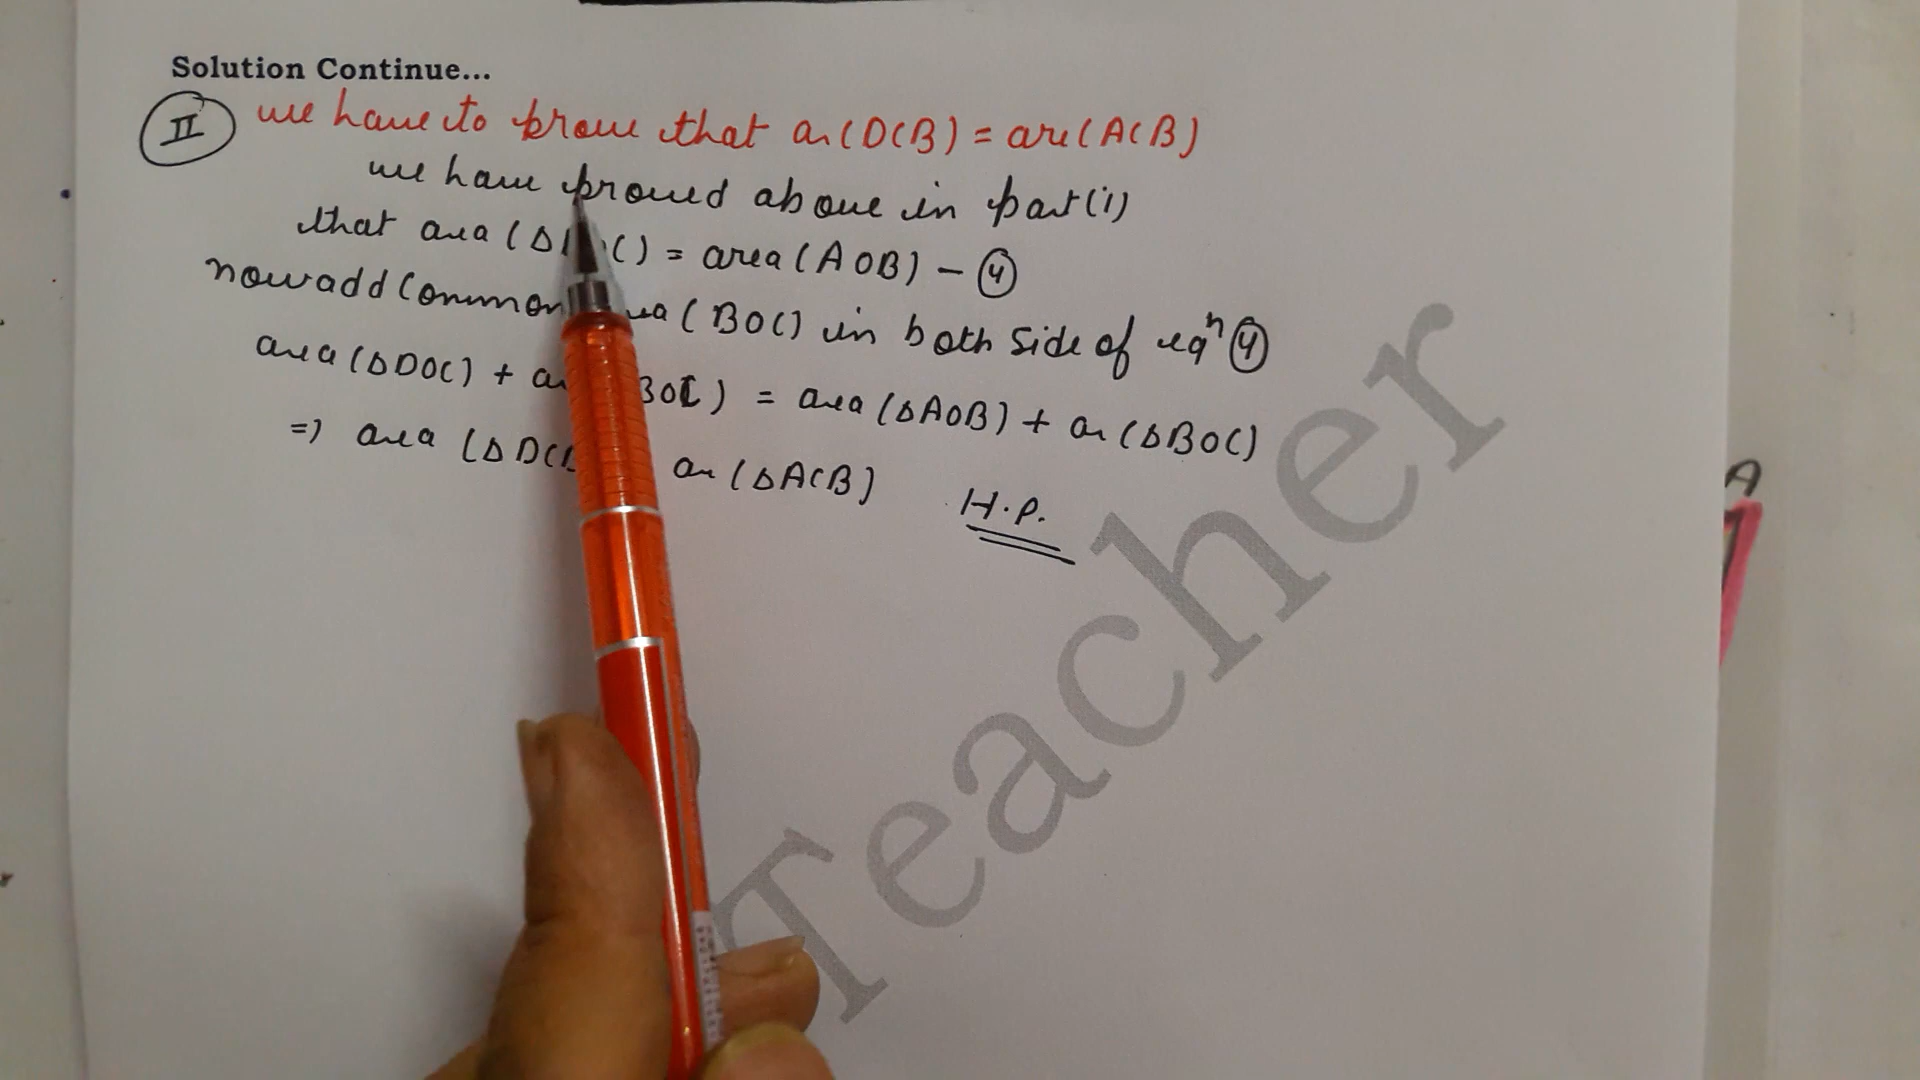 Solution Continue...
II we have to prove that ar(DCB) = are(ACB)
we have proved above in part(i)
that area (Δ C) = area (AOB) - 4
now add Common (BOC) in both side of eqn 4
area (ΔDOC) + BOC) = area (ΔAOB) + ar (ΔBOC)
=) area (ΔDC ar (ΔACB) H.P.
Teacher
A